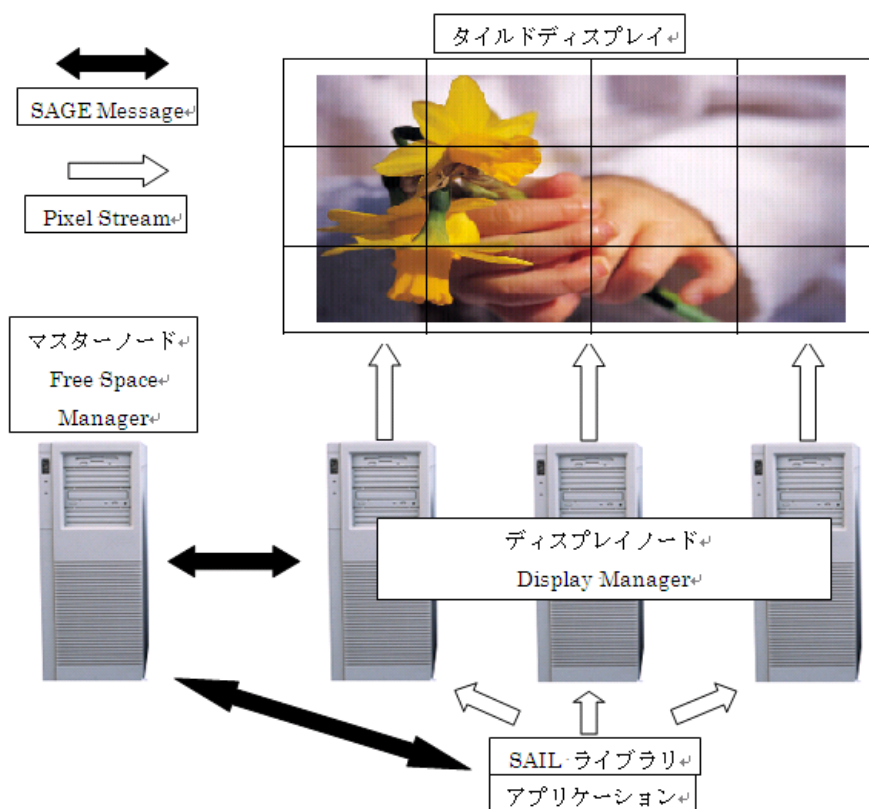 タイルドディスプレイ↵
SAGE Message↵
Pixel Stream↵
マスターノード↵
Free Space↵
Manager↵
ディスプレイノード↵
Display Manager↵
SAIL ライブラリ↵
アプリケーション↵